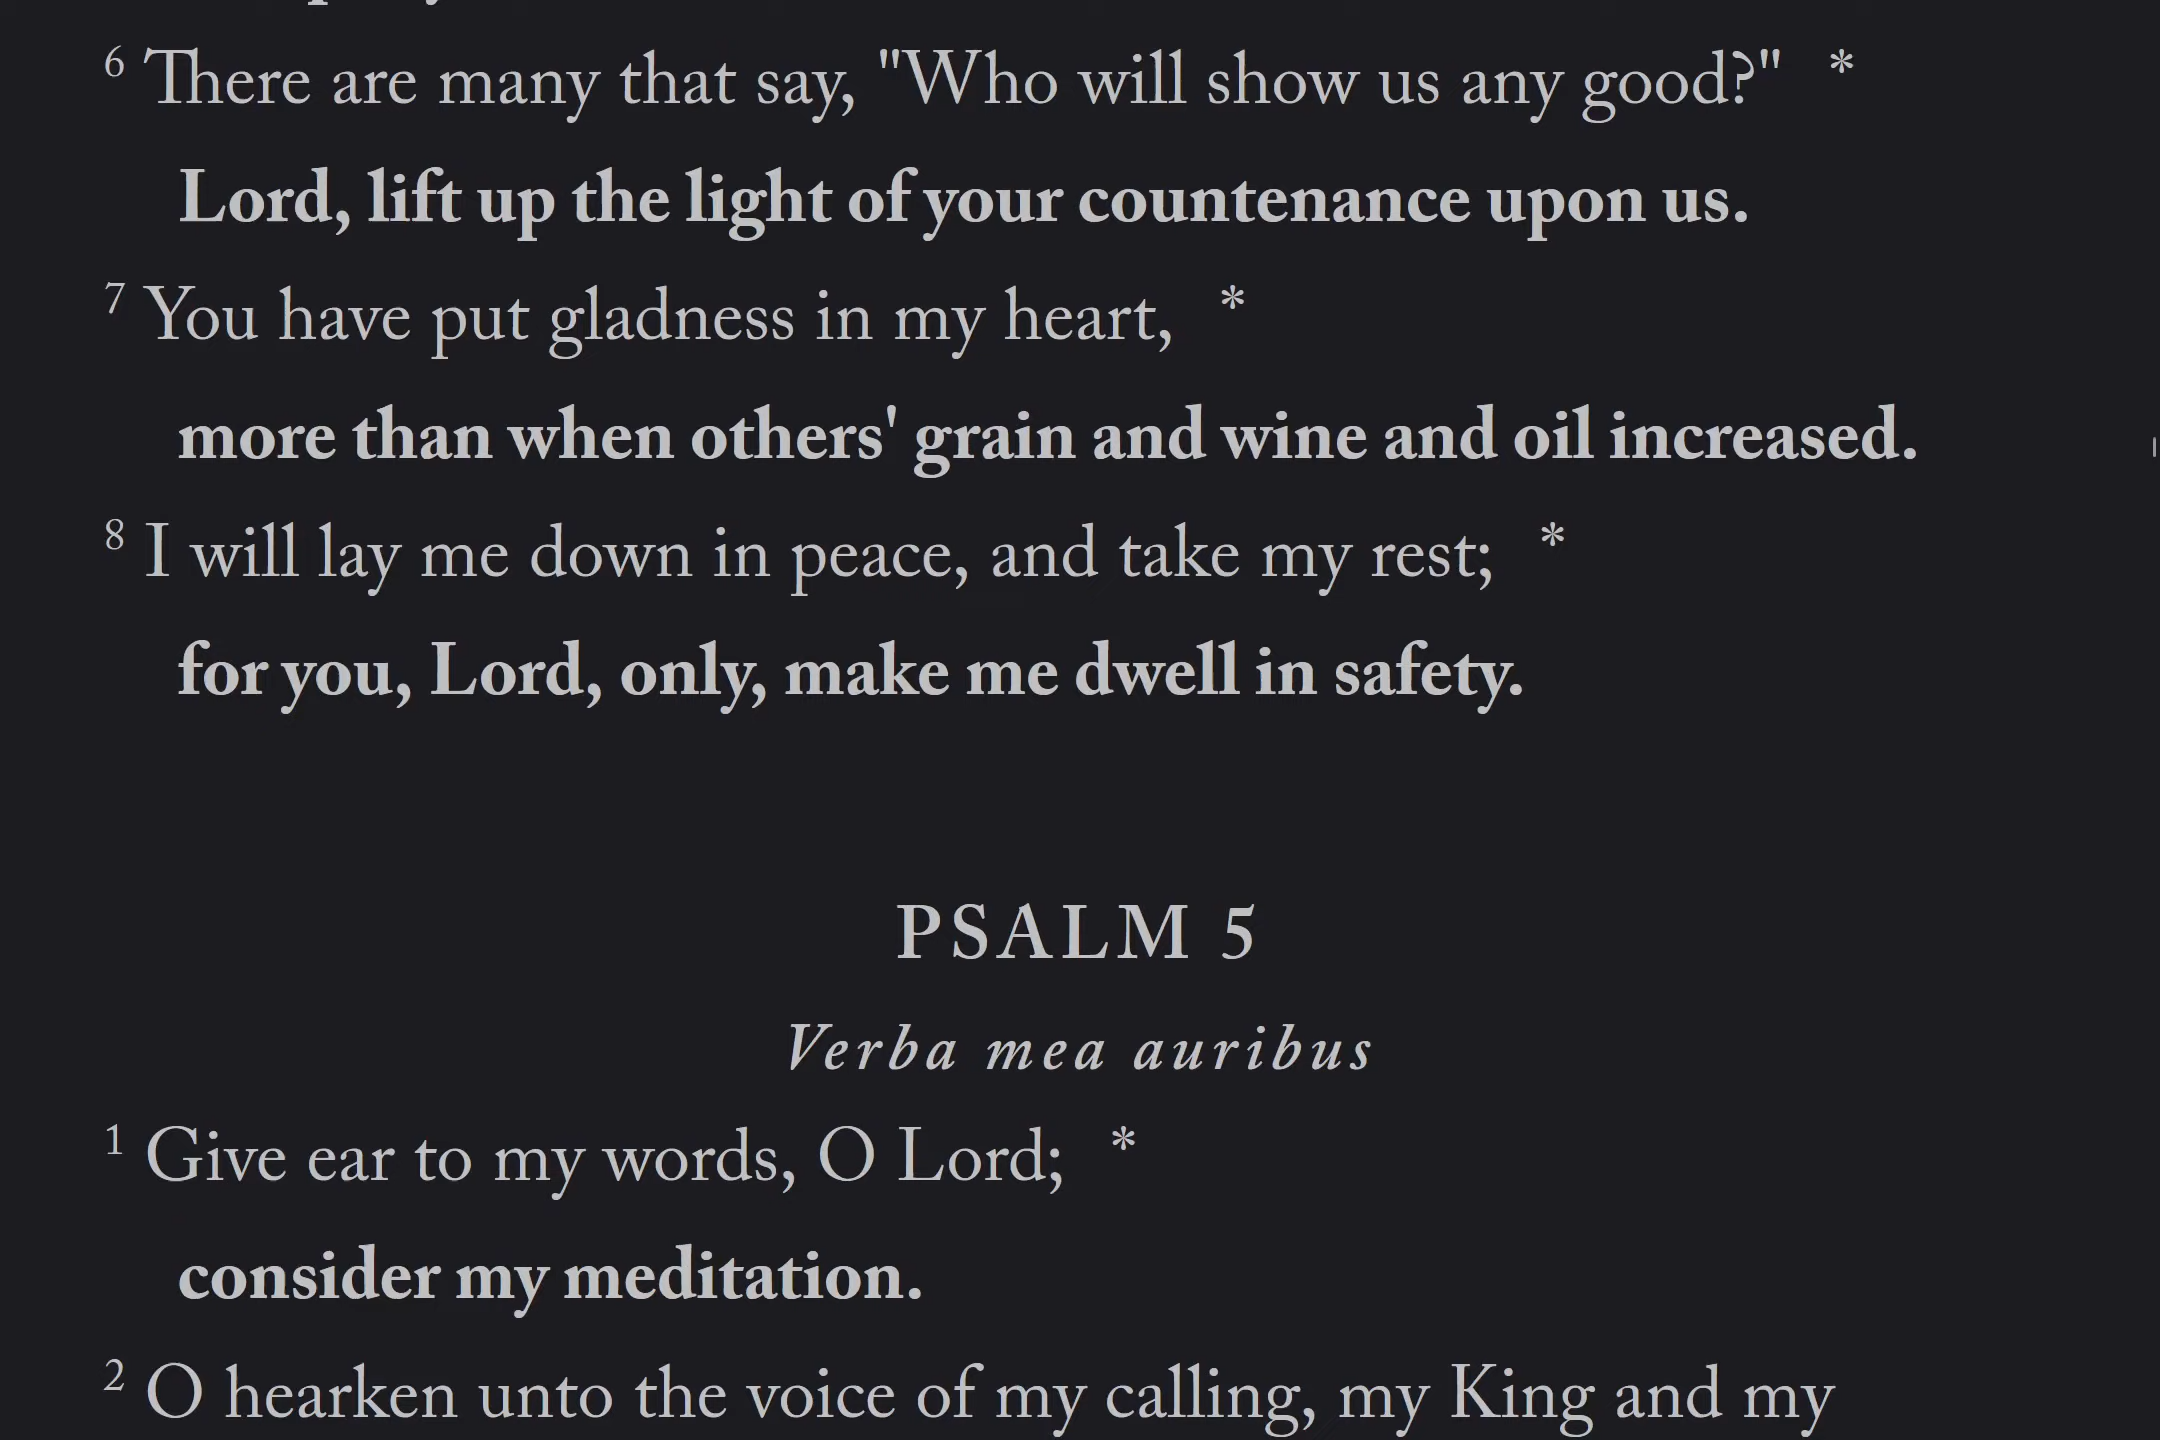 6 There are many that say, "Who will show us any good?" *
Lord, lift up the light of your countenance upon us.
7 You have put gladness in my heart, *
more than when others' grain and wine and oil increased.
8 I will lay me down in peace, and take my rest; *
for you, Lord, only, make me dwell in safety.
PSALM 5
Verba mea auribus
1 Give ear to my words, O Lord; *
consider my meditation.
2 O hearken unto the voice of my calling, my King and my